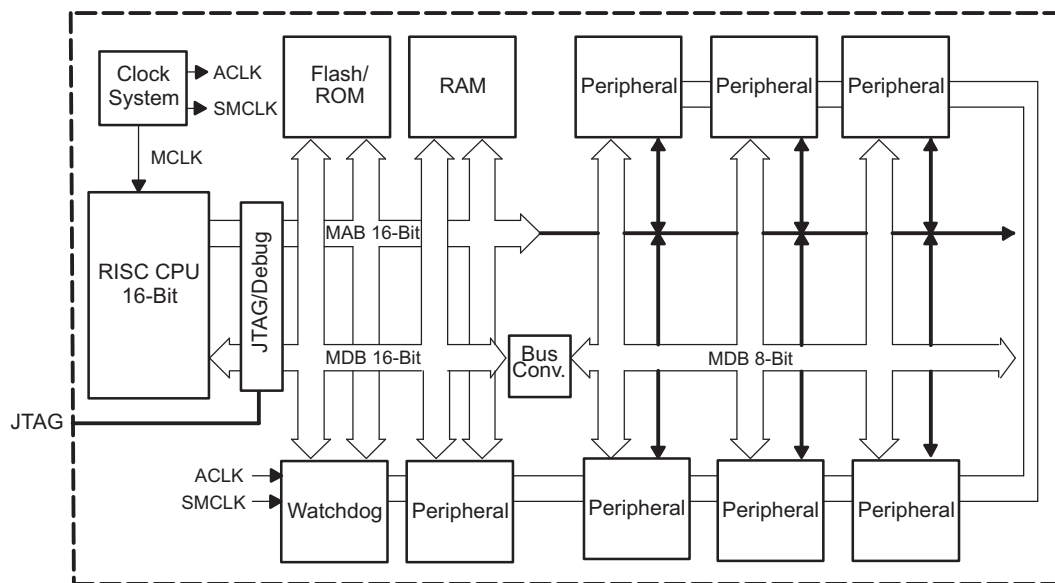 Clock
System
ACLK
SMCLK
MCLK
Flash/
ROM
RAM
Peripheral
Peripheral
Peripheral
RISC CPU
16-Bit
JTAG/Debug
MAB 16-Bit
MDB 16-Bit
Bus
Conv.
MDB 8-Bit
JTAG
ACLK
SMCLK
Watchdog
Peripheral
Peripheral
Peripheral
Peripheral